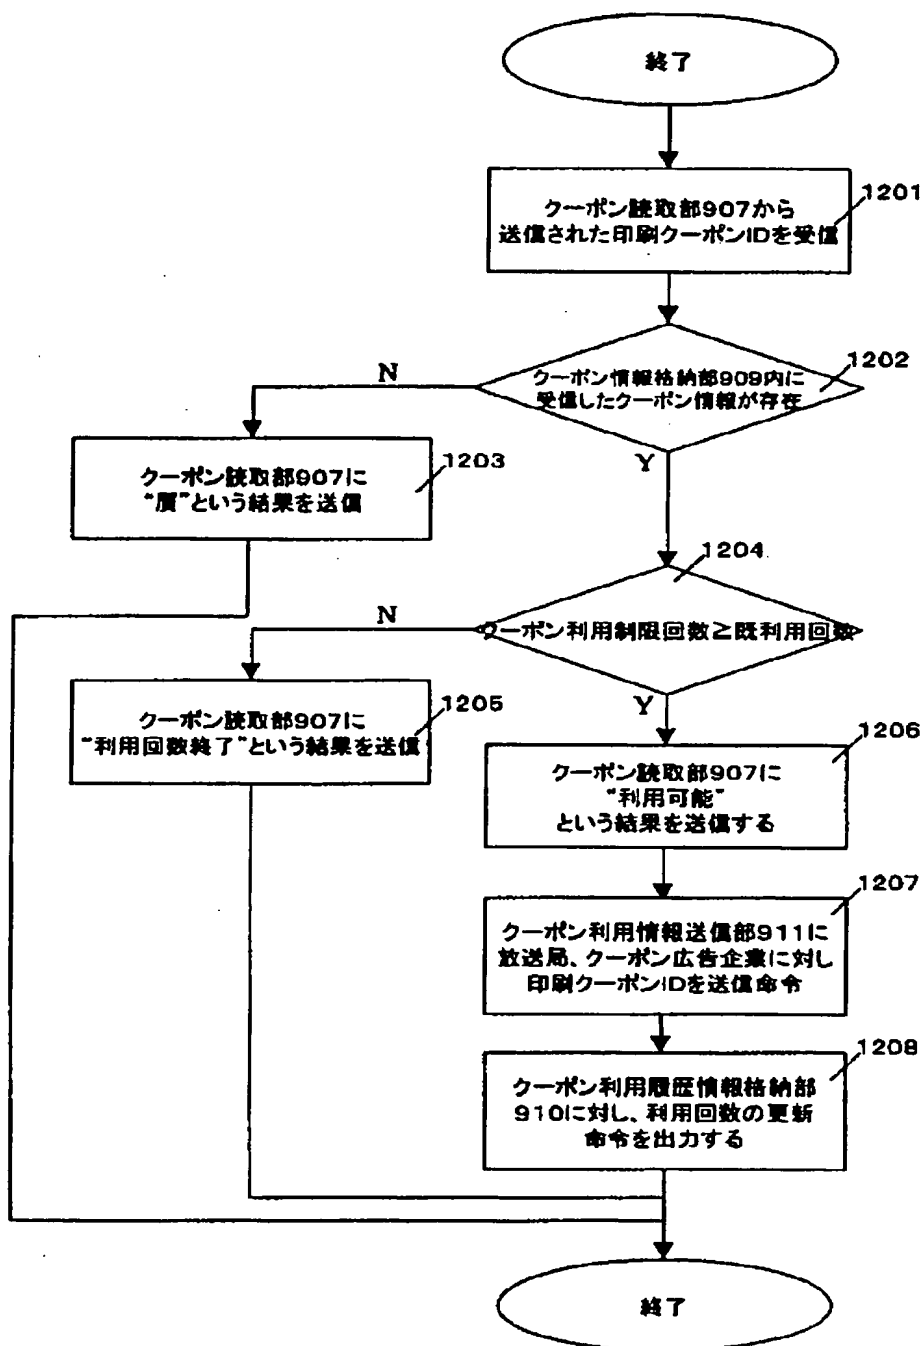 終了
1201
クーポン読取部907から
送信された印刷クーポンIDを受信
1202
クーポン情報格納部909内に
受信したクーポン情報が存在
N
Y
1203
クーポン読取部907に
“贋”という結果を送信
1204
クーポン利用制限回数≧既利用回数
N
Y
1205
クーポン読取部907に
“利用回数終了”という結果を送信
1206
クーポン読取部907に
“利用可能”
という結果を送信する
1207
クーポン利用情報送信部911に
放送局、クーポン広告企業に対し
印刷クーポンIDを送信命令
1208
クーポン利用履歴情報格納部
910に対し、利用回数の更新
命令を出力する
終了